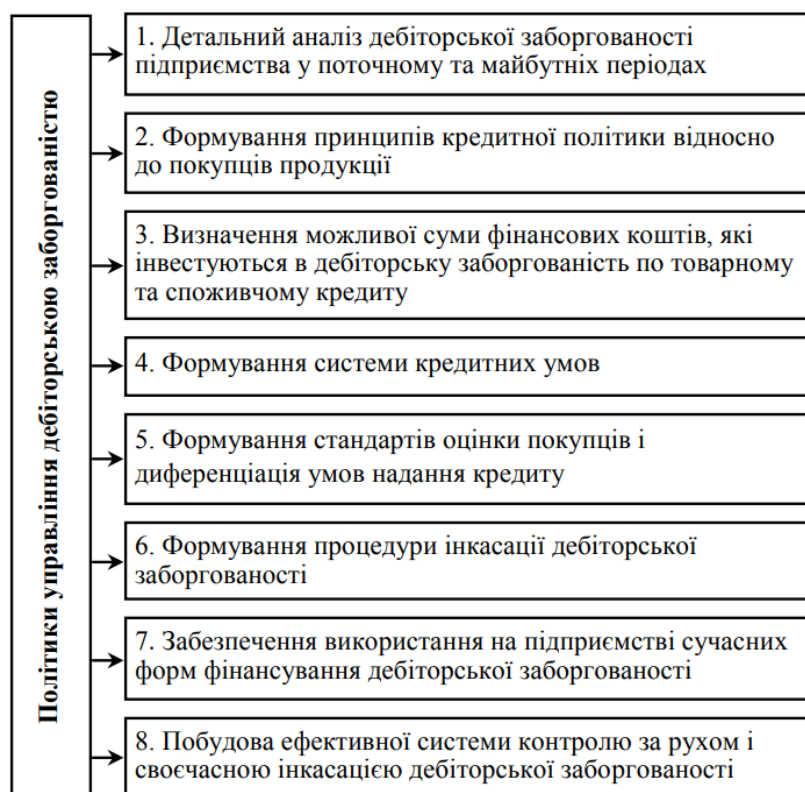 Політики управління дебіторською заборгованістю
1. Детальний аналіз дебіторської заборгованості
підприємства у поточному та майбутніх періодах
2. Формування принципів кредитної політики відносно
до покупців продукції
3. Визначення можливої суми фінансових коштів, які
інвестуються в дебіторську заборгованість по товарному
та споживчому кредиту
4. Формування системи кредитних умов
5. Формування стандартів оцінки покупців і
диференціація умов надання кредиту
6. Формування процедури інкасації дебіторської
заборгованості
7. Забезпечення використання на підприємстві сучасних
форм фінансування дебіторської заборгованості
8. Побудова ефективної системи контролю за рухом і
своєчасною інкасацією дебіторської заборгованості